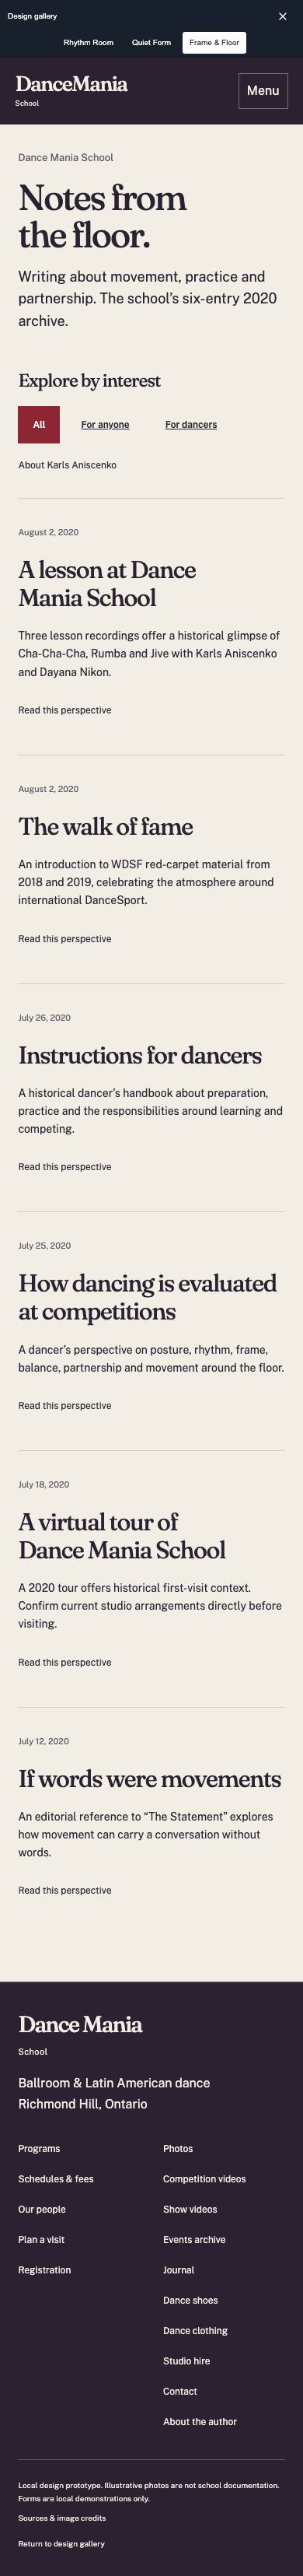 Design gallery
×
Rhythm Room Quiet Form Frame & Floor
DanceMania
School
Menu
Dance Mania School
Notes from
the floor.
Writing about movement, practice and
partnership. The school’s six-entry 2020
archive.
Explore by interest
All For anyone For dancers
About Karls Aniscenko
August 2, 2020
A lesson at Dance
Mania School
Three lesson recordings offer a historical glimpse of
Cha-Cha-Cha, Rumba and Jive with Karls Aniscenko
and Dayana Nikon.
Read this perspective
August 2, 2020
The walk of fame
An introduction to WDSF red-carpet material from
2018 and 2019, celebrating the atmosphere around
international DanceSport.
Read this perspective
July 26, 2020
Instructions for dancers
A historical dancer’s handbook about preparation,
practice and the responsibilities around learning and
competing.
Read this perspective
July 25, 2020
How dancing is evaluated
at competitions
A dancer’s perspective on posture, rhythm, frame,
balance, partnership and movement around the floor.
Read this perspective
July 18, 2020
A virtual tour of
Dance Mania School
A 2020 tour offers historical first-visit context.
Confirm current studio arrangements directly before
visiting.
Read this perspective
July 12, 2020
If words were movements
An editorial reference to “The Statement” explores
how movement can carry a conversation without
words.
Read this perspective
Dance Mania
School
Ballroom & Latin American dance
Richmond Hill, Ontario
Programs
Schedules & fees
Our people
Plan a visit
Registration
Photos
Competition videos
Show videos
Events archive
Journal
Dance shoes
Dance clothing
Studio hire
Contact
About the author
Local design prototype. Illustrative photos are not school documentation.
Forms are local demonstrations only.
Sources & image credits
Return to design gallery